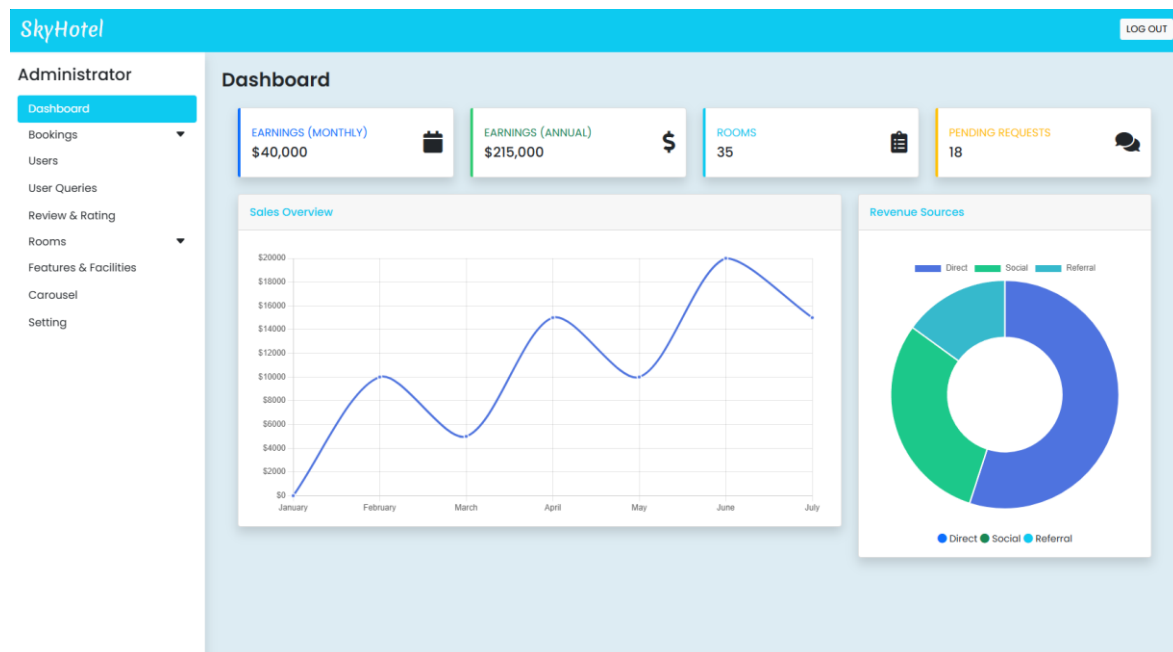 SkyHotel
LOG OUT
Administrator
Dashboard
Bookings
Users
User Queries
Review & Rating
Rooms
Features & Facilities
Carousel
Setting
Dashboard
EARNINGS (MONTHLY)
$40,000
EARNINGS (ANNUAL)
$215,000
ROOMS
35
PENDING REQUESTS
18
Sales Overview
$20000
$18000
$16000
$14000
$12000
$10000
$8000
$6000
$4000
$2000
$0
January February March April May June July
Revenue Sources
Direct Social Referral
Direct Social Referral